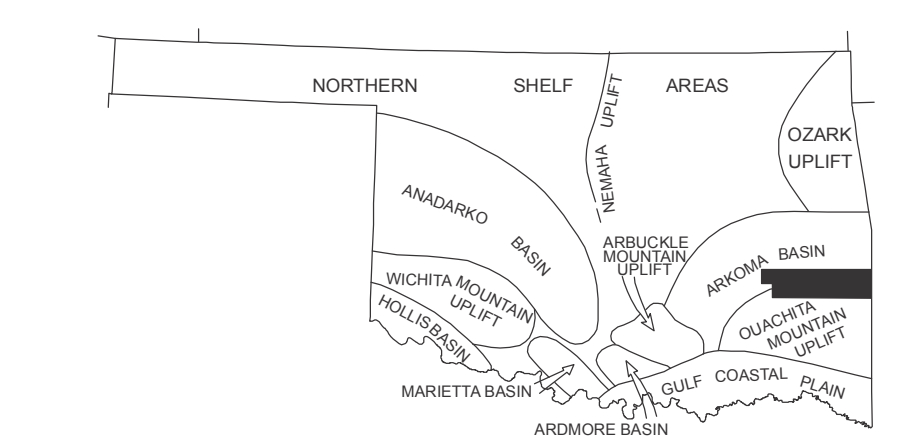 NORTHERN SHELF AREAS
NEMAHA UPLIFT
OZARK
UPLIFT
ANADARKO BASIN
ARBUCKLE
MOUNTAIN
UPLIFT
ARKOMA BASIN
WICHITA MOUNTAIN
UPLIFT
HOLLIS BASIN
OUACHITA
MOUNTAIN
UPLIFT
MARIETTA BASIN
GULF COASTAL PLAIN
ARDMORE BASIN